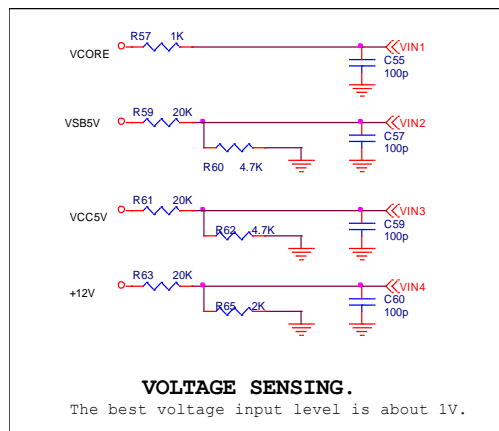 R57 1K
VCORE
VIN1
C55
100p
R59 20K
VSB5V
VIN2
C57
100p
R60 4.7K
R61 20K
VCC5V
VIN3
C59
100p
R62 4.7K
R63 20K
+12V
VIN4
C60
100p
R65 2K
VOLTAGE SENSING.
The best voltage input level is about 1V.